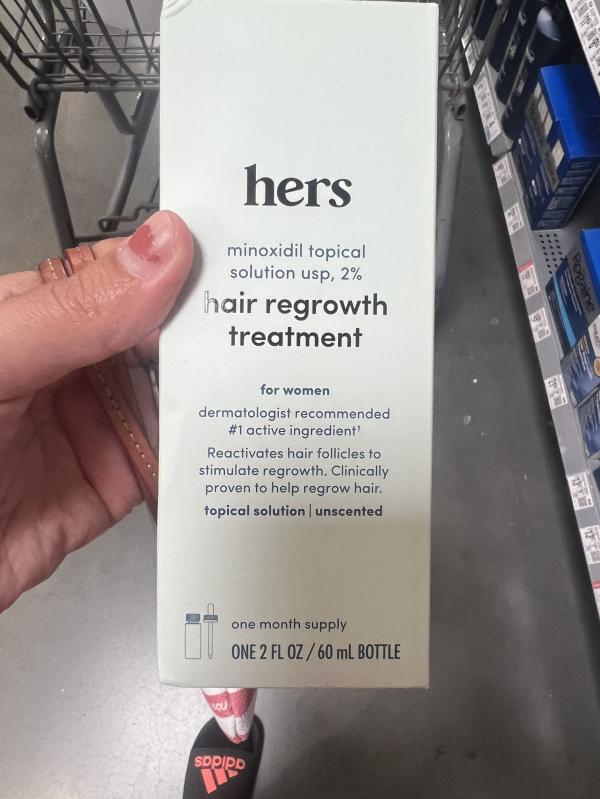 hers
minoxidil topical
solution usp, 2%
hair regrowth
treatment
for women
dermatologist recommended
#1 active ingredient†
Reactivates hair follicles to
stimulate regrowth. Clinically
proven to help regrow hair.
topical solution | unscented
one month supply
ONE 2 FL OZ / 60 mL BOTTLE
Rogaine
adidas